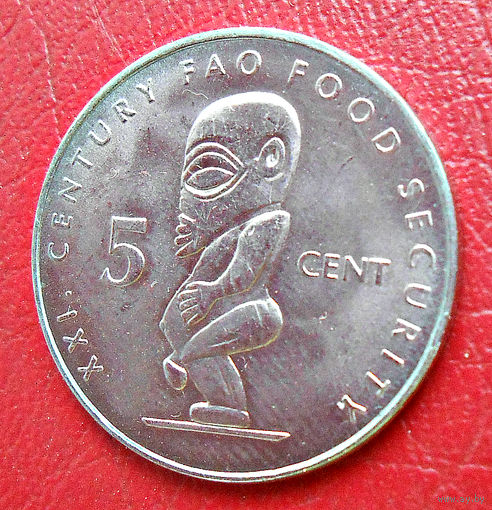 XXI. CENTURY FAO FOOD SECURITY
5 CENT